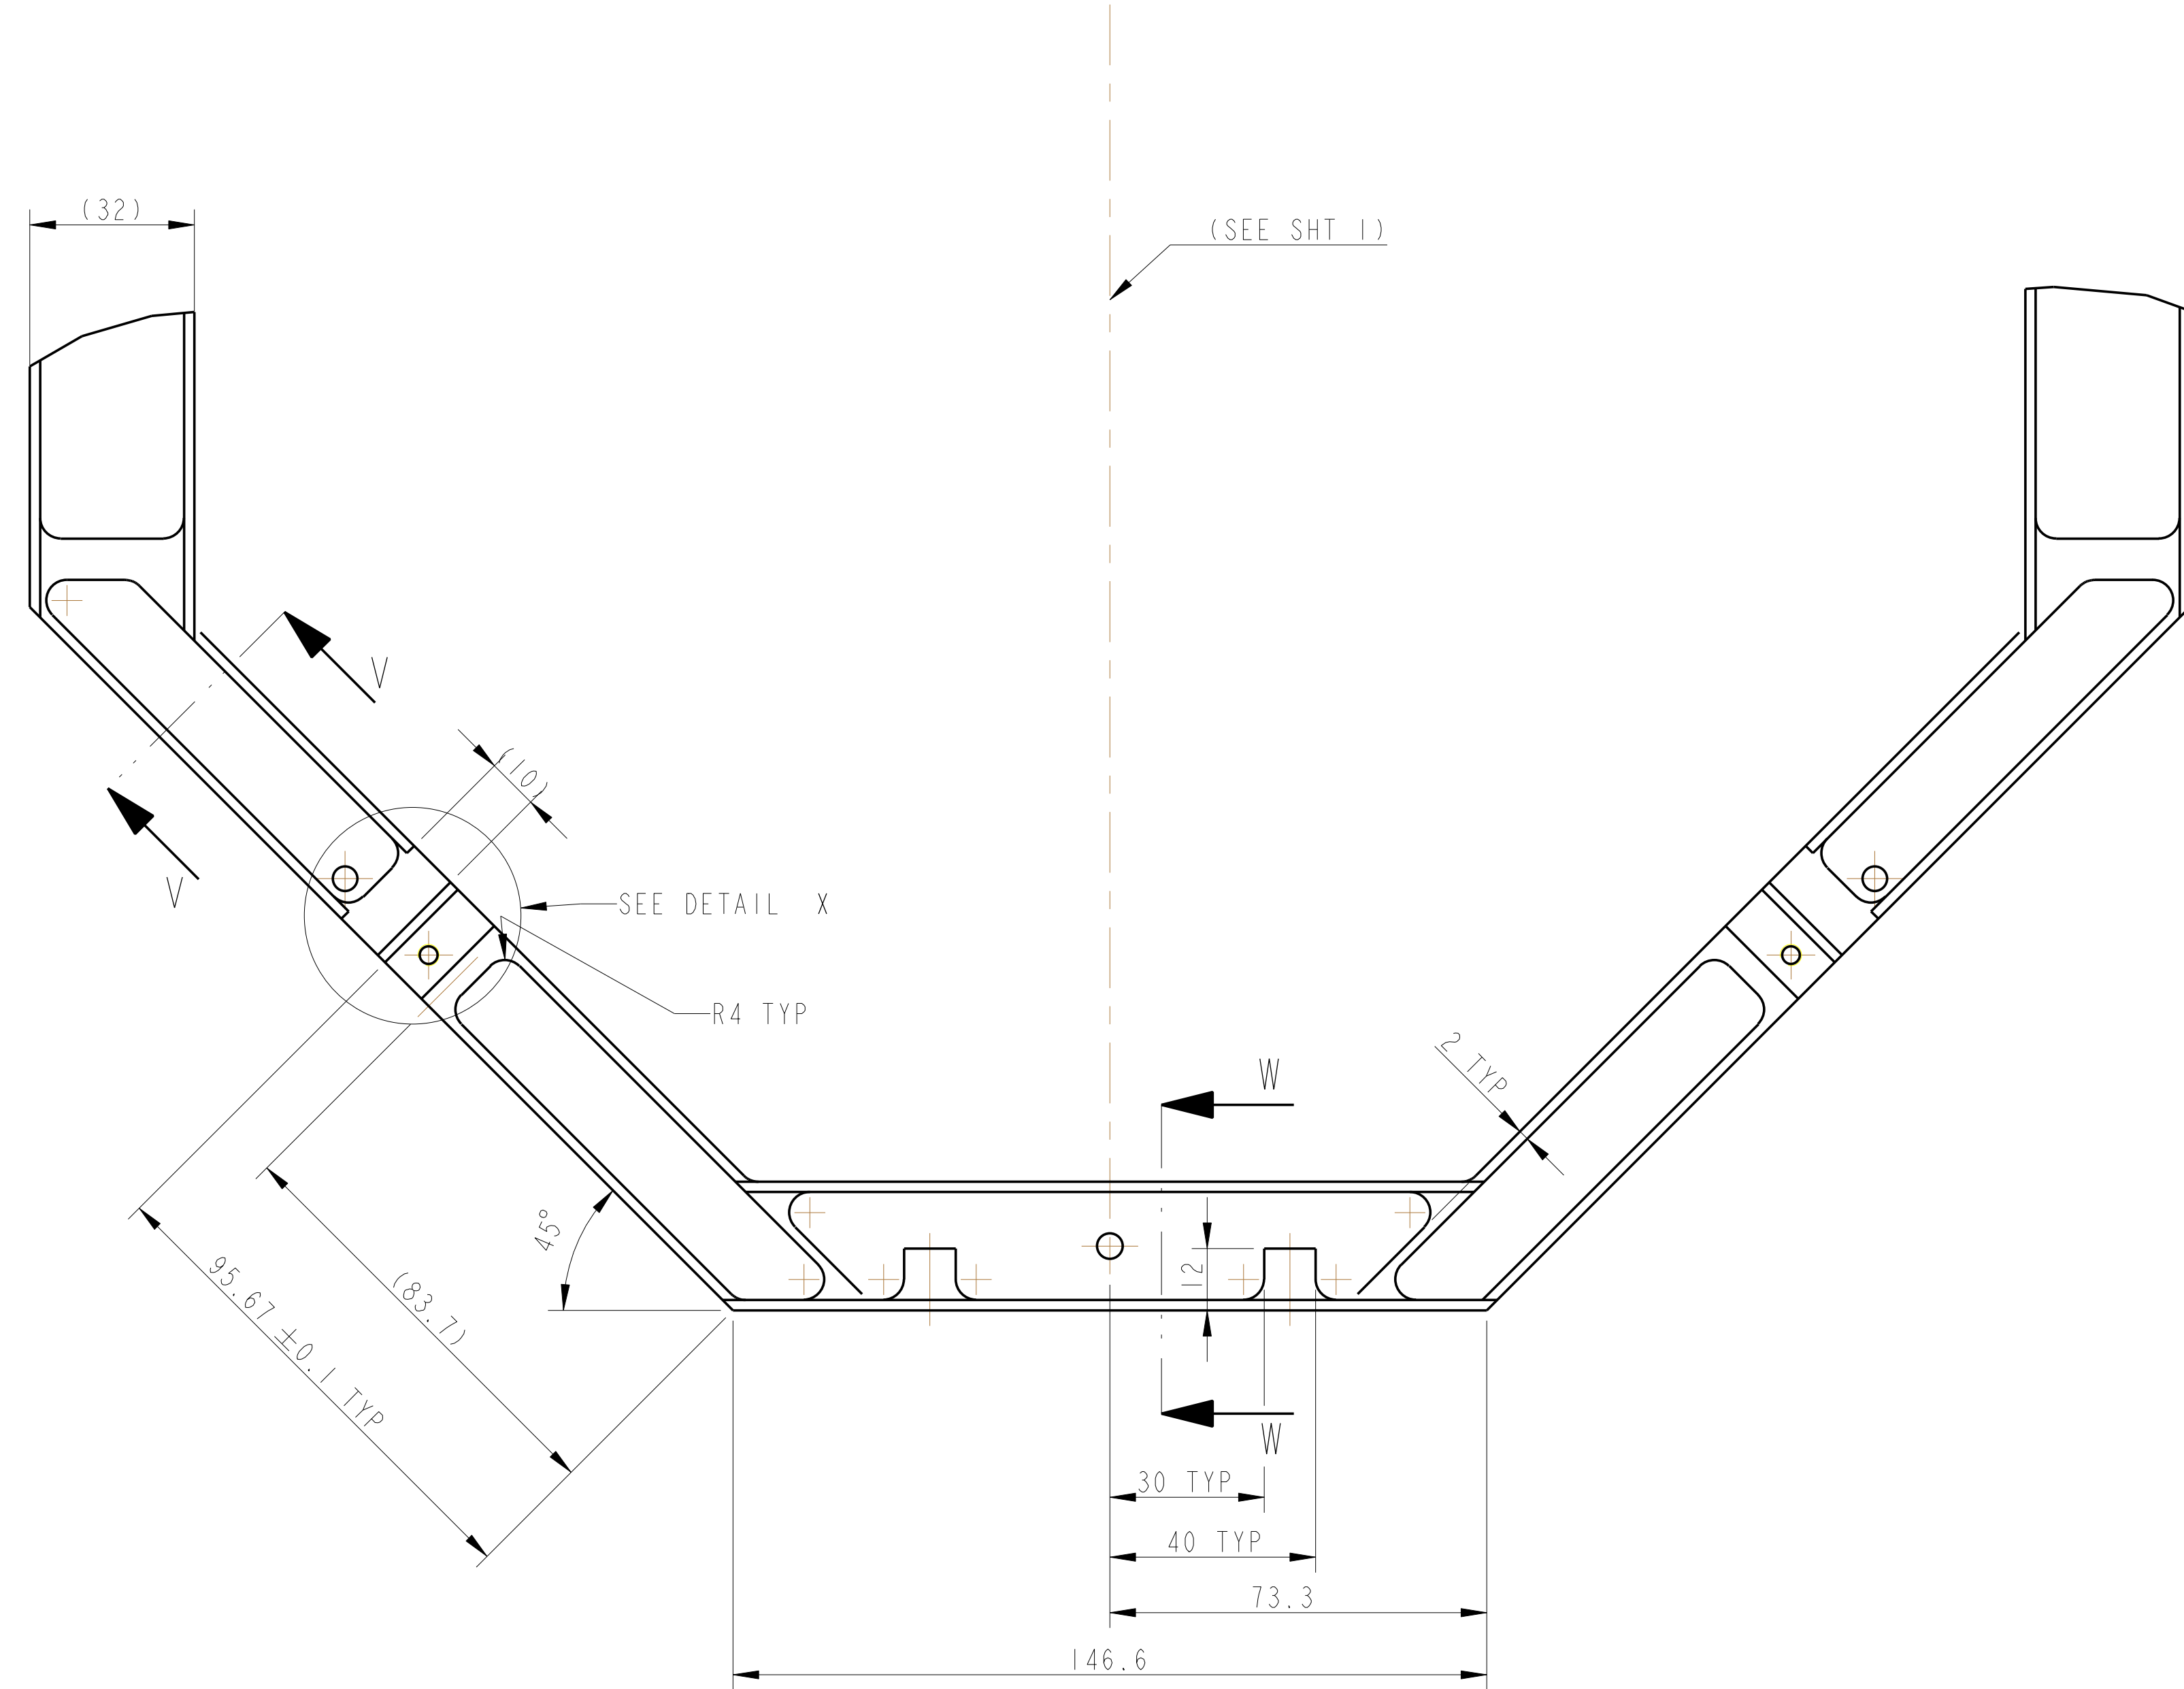 (32)
(SEE SHT 1)
V
V
(10)
SEE DETAIL X
R4 TYP
2 TYP
W
45°
12
(83.7)
95.67±0.1 TYP
W
30 TYP
40 TYP
73.3
146.6